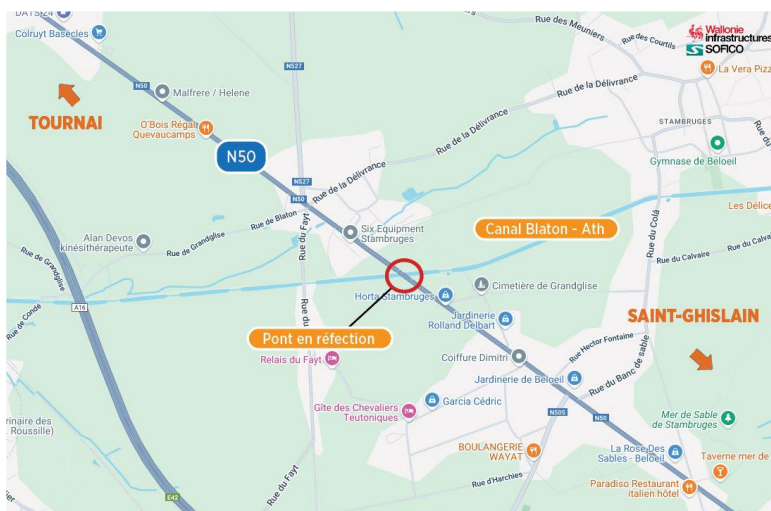 DATS 24
Colruyt Basècles
Rue des Meuniers
Rue des Courtils
Wallonie
infrastructures
SOFICO
La Vera Pizz
TOURNAI
N50
Malfrere / Helene
N527
Rue de la Délivrance
O'Bois Régal
Quevaucamps
STAMBRUGES
Rue de la Délivrance
Gymnase de Beloeil
N50
N527
N50
Rue de la Délivrance
Les Délice
Alan Devos
kinésithérapeute
Rue de Grandglise
Rue de Blaton
Rue du Fayt
Six Equipment
Stambruges
Canal Blaton - Ath
Rue du Colà
Rue du Calvaire
Rue du Calva
Rue de Grandglise
A16
Rue de Condé
Horta Stambruges
Cimetière de Grandglise
Jardinerie
Rolland Delbart
SAINT-GHISLAIN
Pont en réfection
Rue du
Relais du Fayt
Coiffure Dimitri
Rue Hector Fontaine
Rue du Banc de sable
Jardinerie de Beloeil
Gîte des Chevaliers
Teutoniques
Garcia Cédric
N505
N50
Mer de Sable
de Stambruges
rinaire des
. Roussille)
BOULANGERIE
WAYAT
La Rose Des
Sables - Beloeil
Taverne mer de
Rue du Fayt
Rue d'Harchies
Paradiso Restaurant
italien hôtel
E42